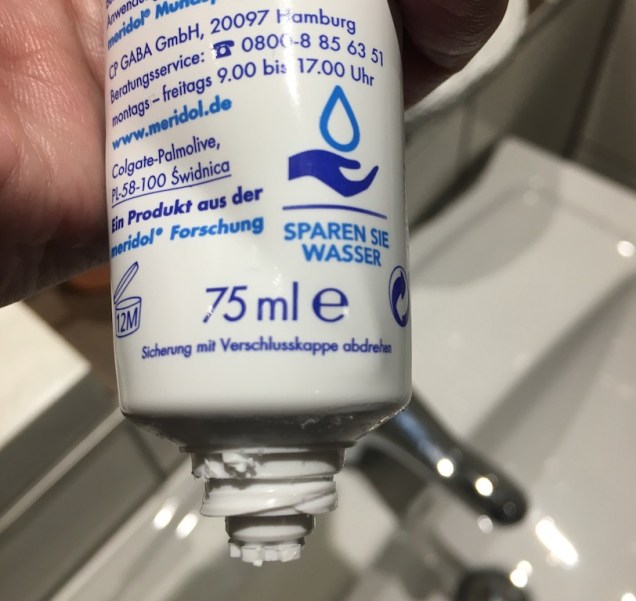 Anwendu
meridol® Mundsp
CP GABA GmbH, 20097 Hamburg
Beratungsservice: ☎ 0800-8 85 63 51
montags – freitags 9.00 bis 17.00 Uhr
www.meridol.de
Colgate-Palmolive,
PL-58-100 Świdnica
Ein Produkt aus der
meridol® Forschung
SPAREN SIE
WASSER
12M
75 ml e
Sicherung mit Verschlusskappe abdrehen